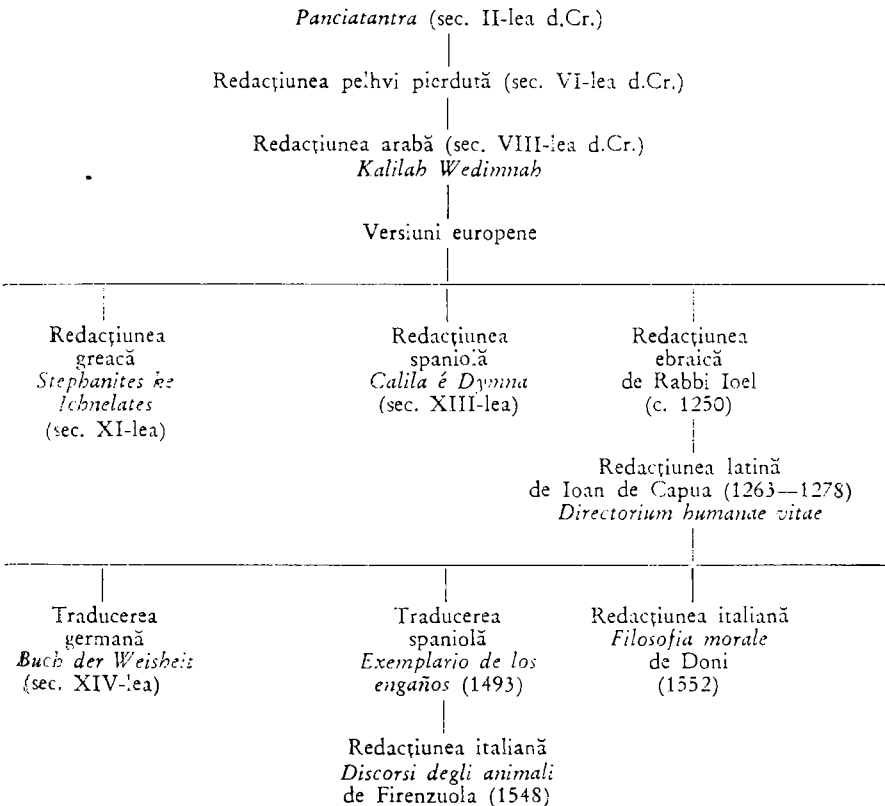 Panciatantra (sec. II-lea d.Cr.)
Redacțiunea pelhvi pierdută (sec. VI-lea d.Cr.)
Redacțiunea arabă (sec. VIII-lea d.Cr.)
Kalilah Wedimnah
Versiuni europene
Redacțiunea
greacă
Stephanites ke
Ichnelates
(sec. XI-lea)
Redacțiunea
spaniolă
Calila é Dymna
(sec. XIII-lea)
Redacțiunea
ebraică
de Rabbi Ioel
(c. 1250)
Redacțiunea latină
de Ioan de Capua (1263—1278)
Directorium humanae vitae
Traducerea
germană
Buch der Weisheit
(sec. XIV-lea)
Traducerea
spaniolă
Exemplario de los
engaños (1493)
Redacțiunea italiană
Filosofia morale
de Doni
(1552)
Redacțiunea italiană
Discorsi degli animali
de Firenzuola (1548)